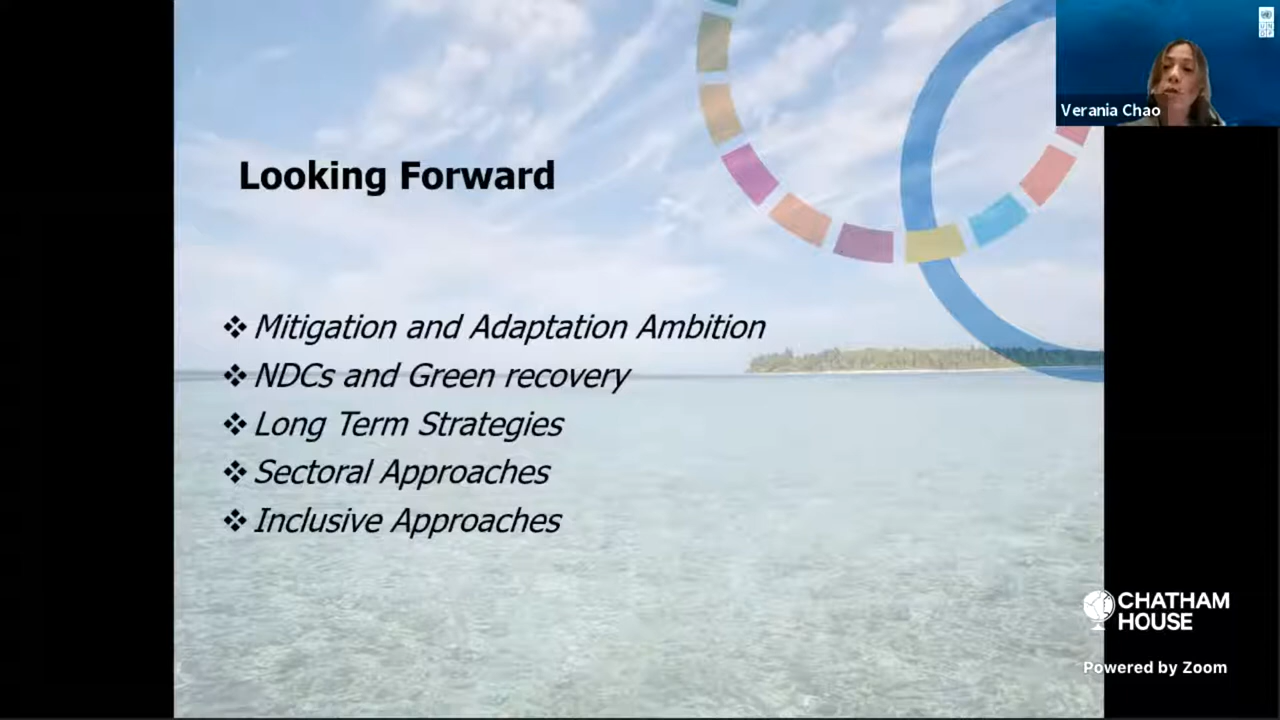 Verania Chao
Looking Forward
❖ Mitigation and Adaptation Ambition
❖ NDCs and Green recovery
❖ Long Term Strategies
❖ Sectoral Approaches
❖ Inclusive Approaches
CHATHAM
HOUSE
Powered by Zoom